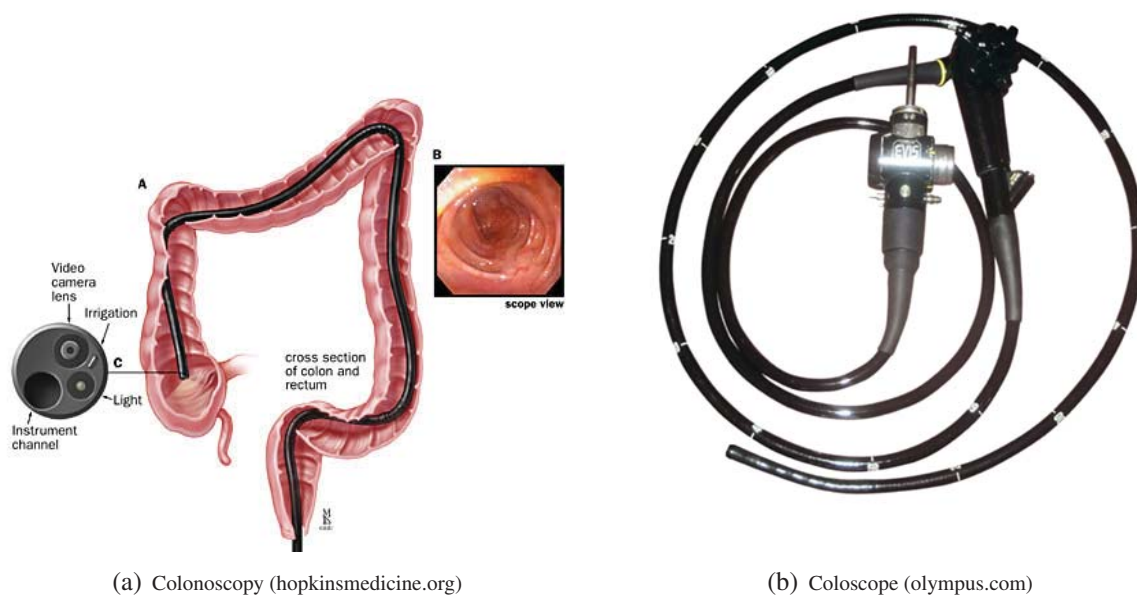 A
B
scope view
Video
camera
lens
Irrigation
C
Light
Instrument
channel
cross section
of colon and
rectum
EVIS
(a) Colonoscopy (hopkinsmedicine.org)
(b) Coloscope (olympus.com)